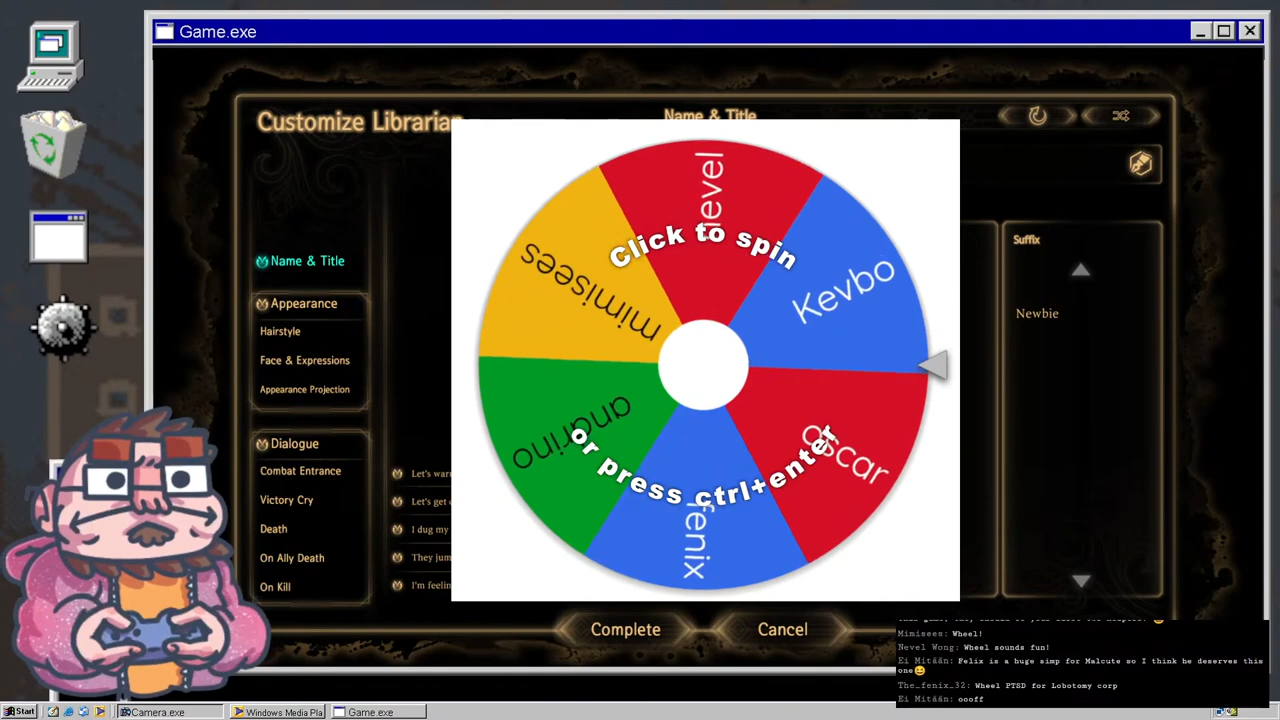 Game.exe
Customize Librarian
Name & Title
Name & Title
Appearance
Hairstyle
Face & Expressions
Appearance Projection
Dialogue
Combat Entrance
Victory Cry
Death
On Ally Death
On Kill
Let's
Let's get
I dug my
They
I'm
nevel
Kevbo
oscar
fenix
andrino
mimisees
Click to spin
or press ctrl+enter
Suffix
Newbie
Complete
Cancel
Mimisees: Wheel!
Nevel Wong: Wheel sounds fun!
Ei Mitään: Felix is a huge simp for Malcute so I think he deserves this
one😆
The_fenix_32: Wheel PTSD for Lobotomy corp
Ei Mitään: oooff
Start
Camera.exe
Windows Media Pla
Game.exe